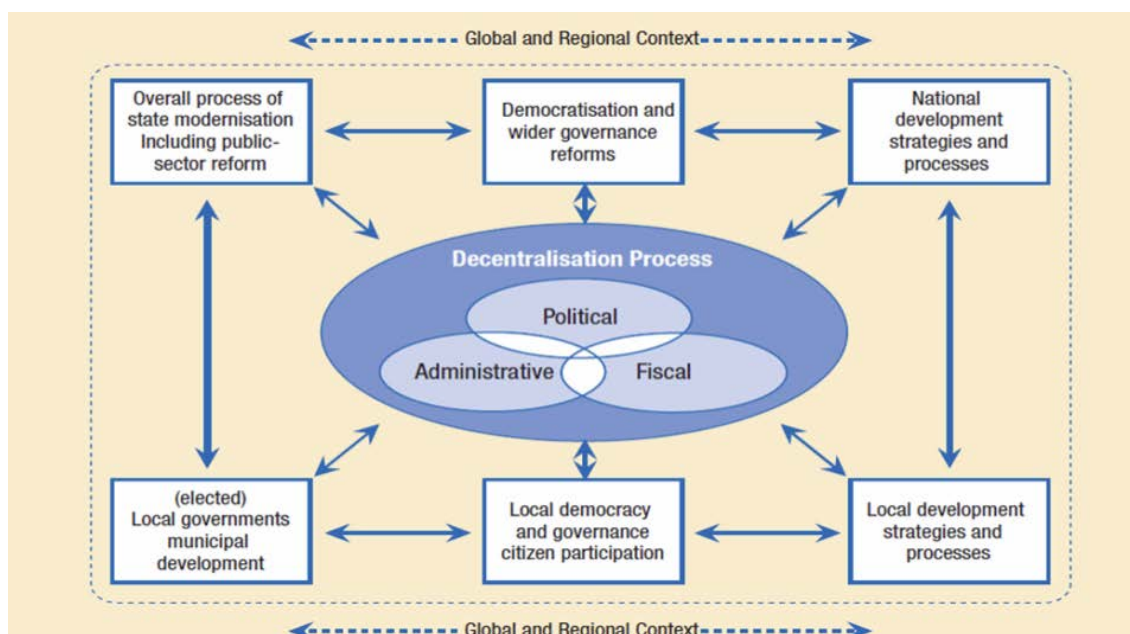 Global and Regional Context
Overall process of
state modernisation
Including public-
sector reform
Democratisation and
wider governance
reforms
National
development
strategies and
processes
Decentralisation Process
Political
Administrative
Fiscal
(elected)
Local governments
municipal
development
Local democracy
and governance
citizen participation
Local development
strategies and
processes
Global and Regional Context